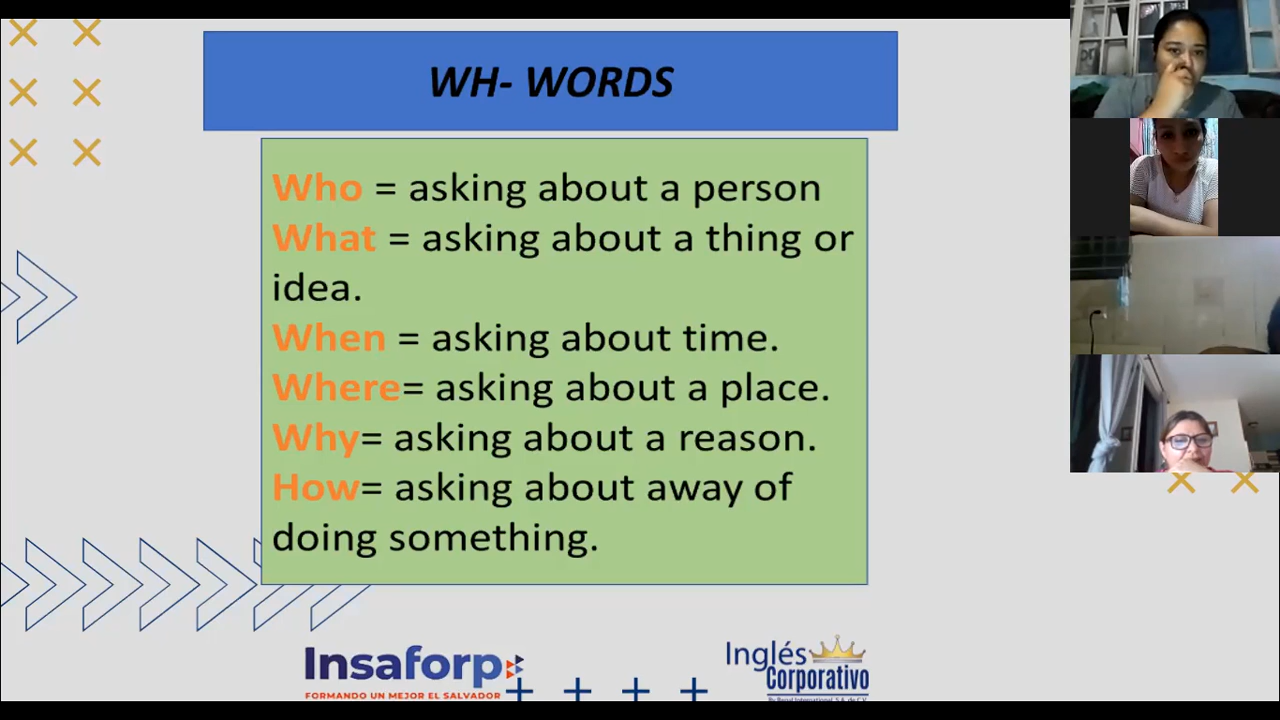 WH- WORDS
Who = asking about a person
What = asking about a thing or
idea.
When = asking about time.
Where= asking about a place.
Why= asking about a reason.
How= asking about away of
doing something.
Insaforp
FORMANDO UN MEJOR EL SALVADOR
Inglés
Corporativo